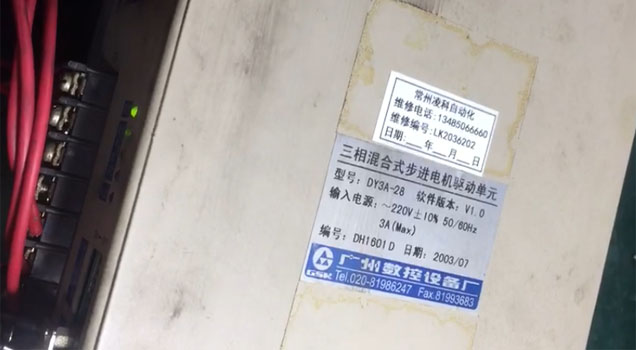 常州凌科自动化
维修电话:13485066660
维修编号:LK2036202
日期:___年___月___日
三相混合式步进电机驱动单元
型号: DY3A-28 软件版本: V1.0
输入电源: ~220V±10% 50/60Hz
3A(Max)
编号: DH1601D 日期: 2003/07
GSK 广州数控设备厂
Tel.020-81986247 Fax.81993683